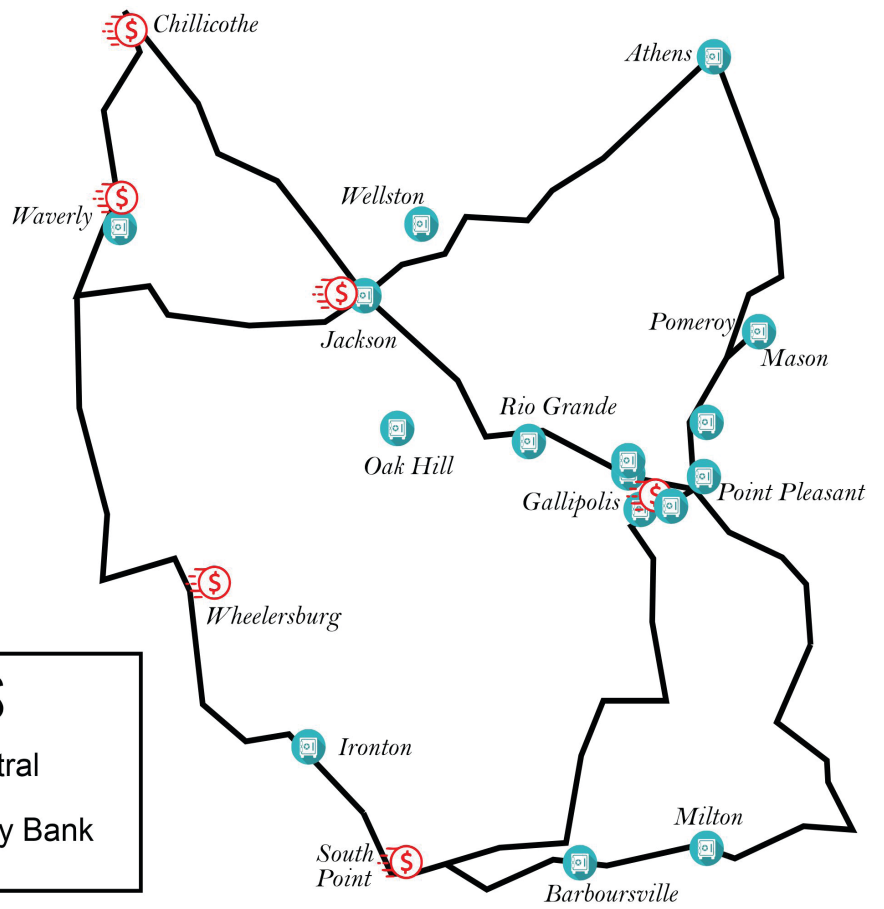 Chillicothe
Athens
Wellston
Waverly
Jackson
Pomeroy
Mason
Rio Grande
Oak Hill
Gallipolis
Point Pleasant
Wheelersburg
Ironton
Milton
South
Point
Barboursville
S
tral
y Bank